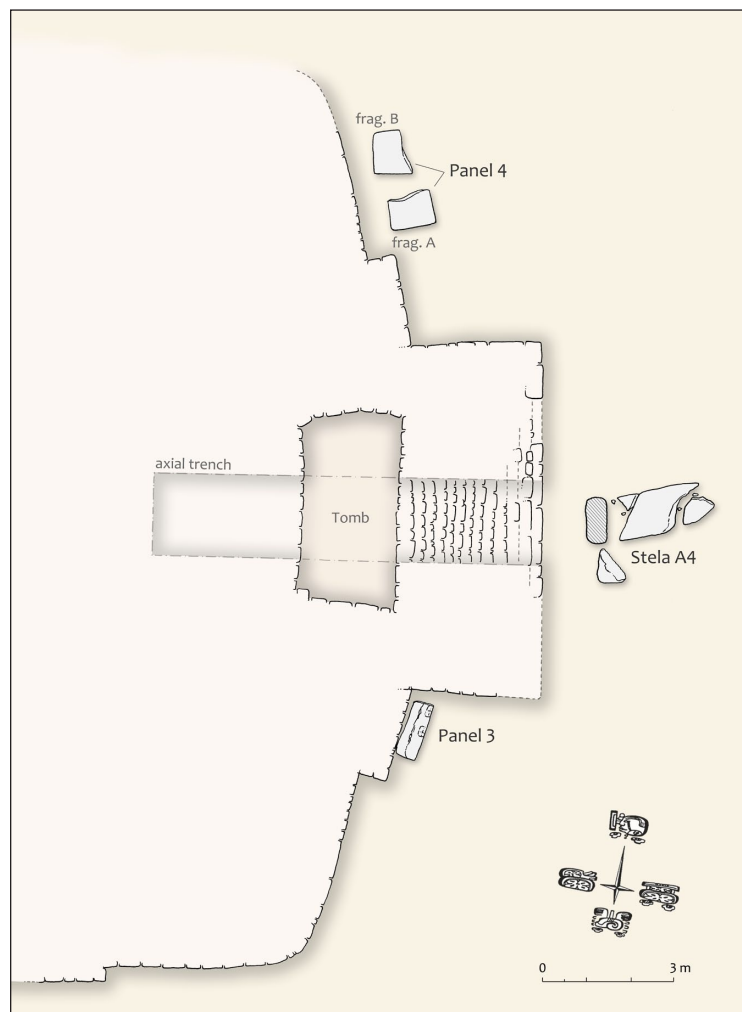 frag. B
Panel 4
frag. A
axial trench
Tomb
Stela A4
Panel 3
0 3 m